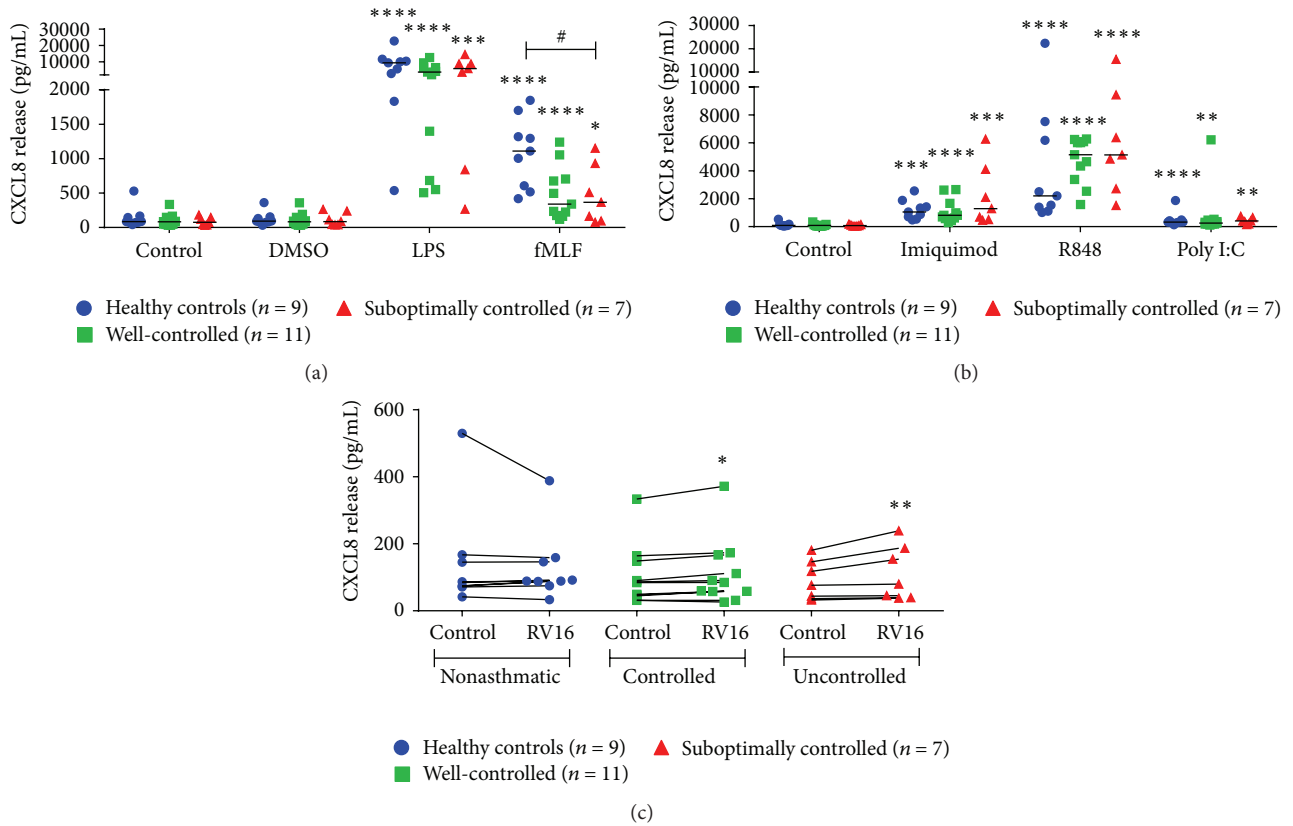 CXCL8 release (pg/mL)
30000
20000
10000
2000
1500
1000
500
0
****
****
***
#
****
****
*
Control DMSO LPS fMLF
Healthy controls (n = 9) Suboptimally controlled (n = 7)
Well-controlled (n = 11)
(a)
CXCL8 release (pg/mL)
30000
20000
10000
10000
8000
6000
4000
2000
0
***
****
***
****
****
****
****
**
**
Control Imiquimod R848 Poly I:C
Healthy controls (n = 9) Suboptimally controlled (n = 7)
Well-controlled (n = 11)
(b)
CXCL8 release (pg/mL)
600
400
200
0
*
**
Control RV16 Control RV16 Control RV16
Nonasthmatic Controlled Uncontrolled
Healthy controls (n = 9) Suboptimally controlled (n = 7)
Well-controlled (n = 11)
(c)